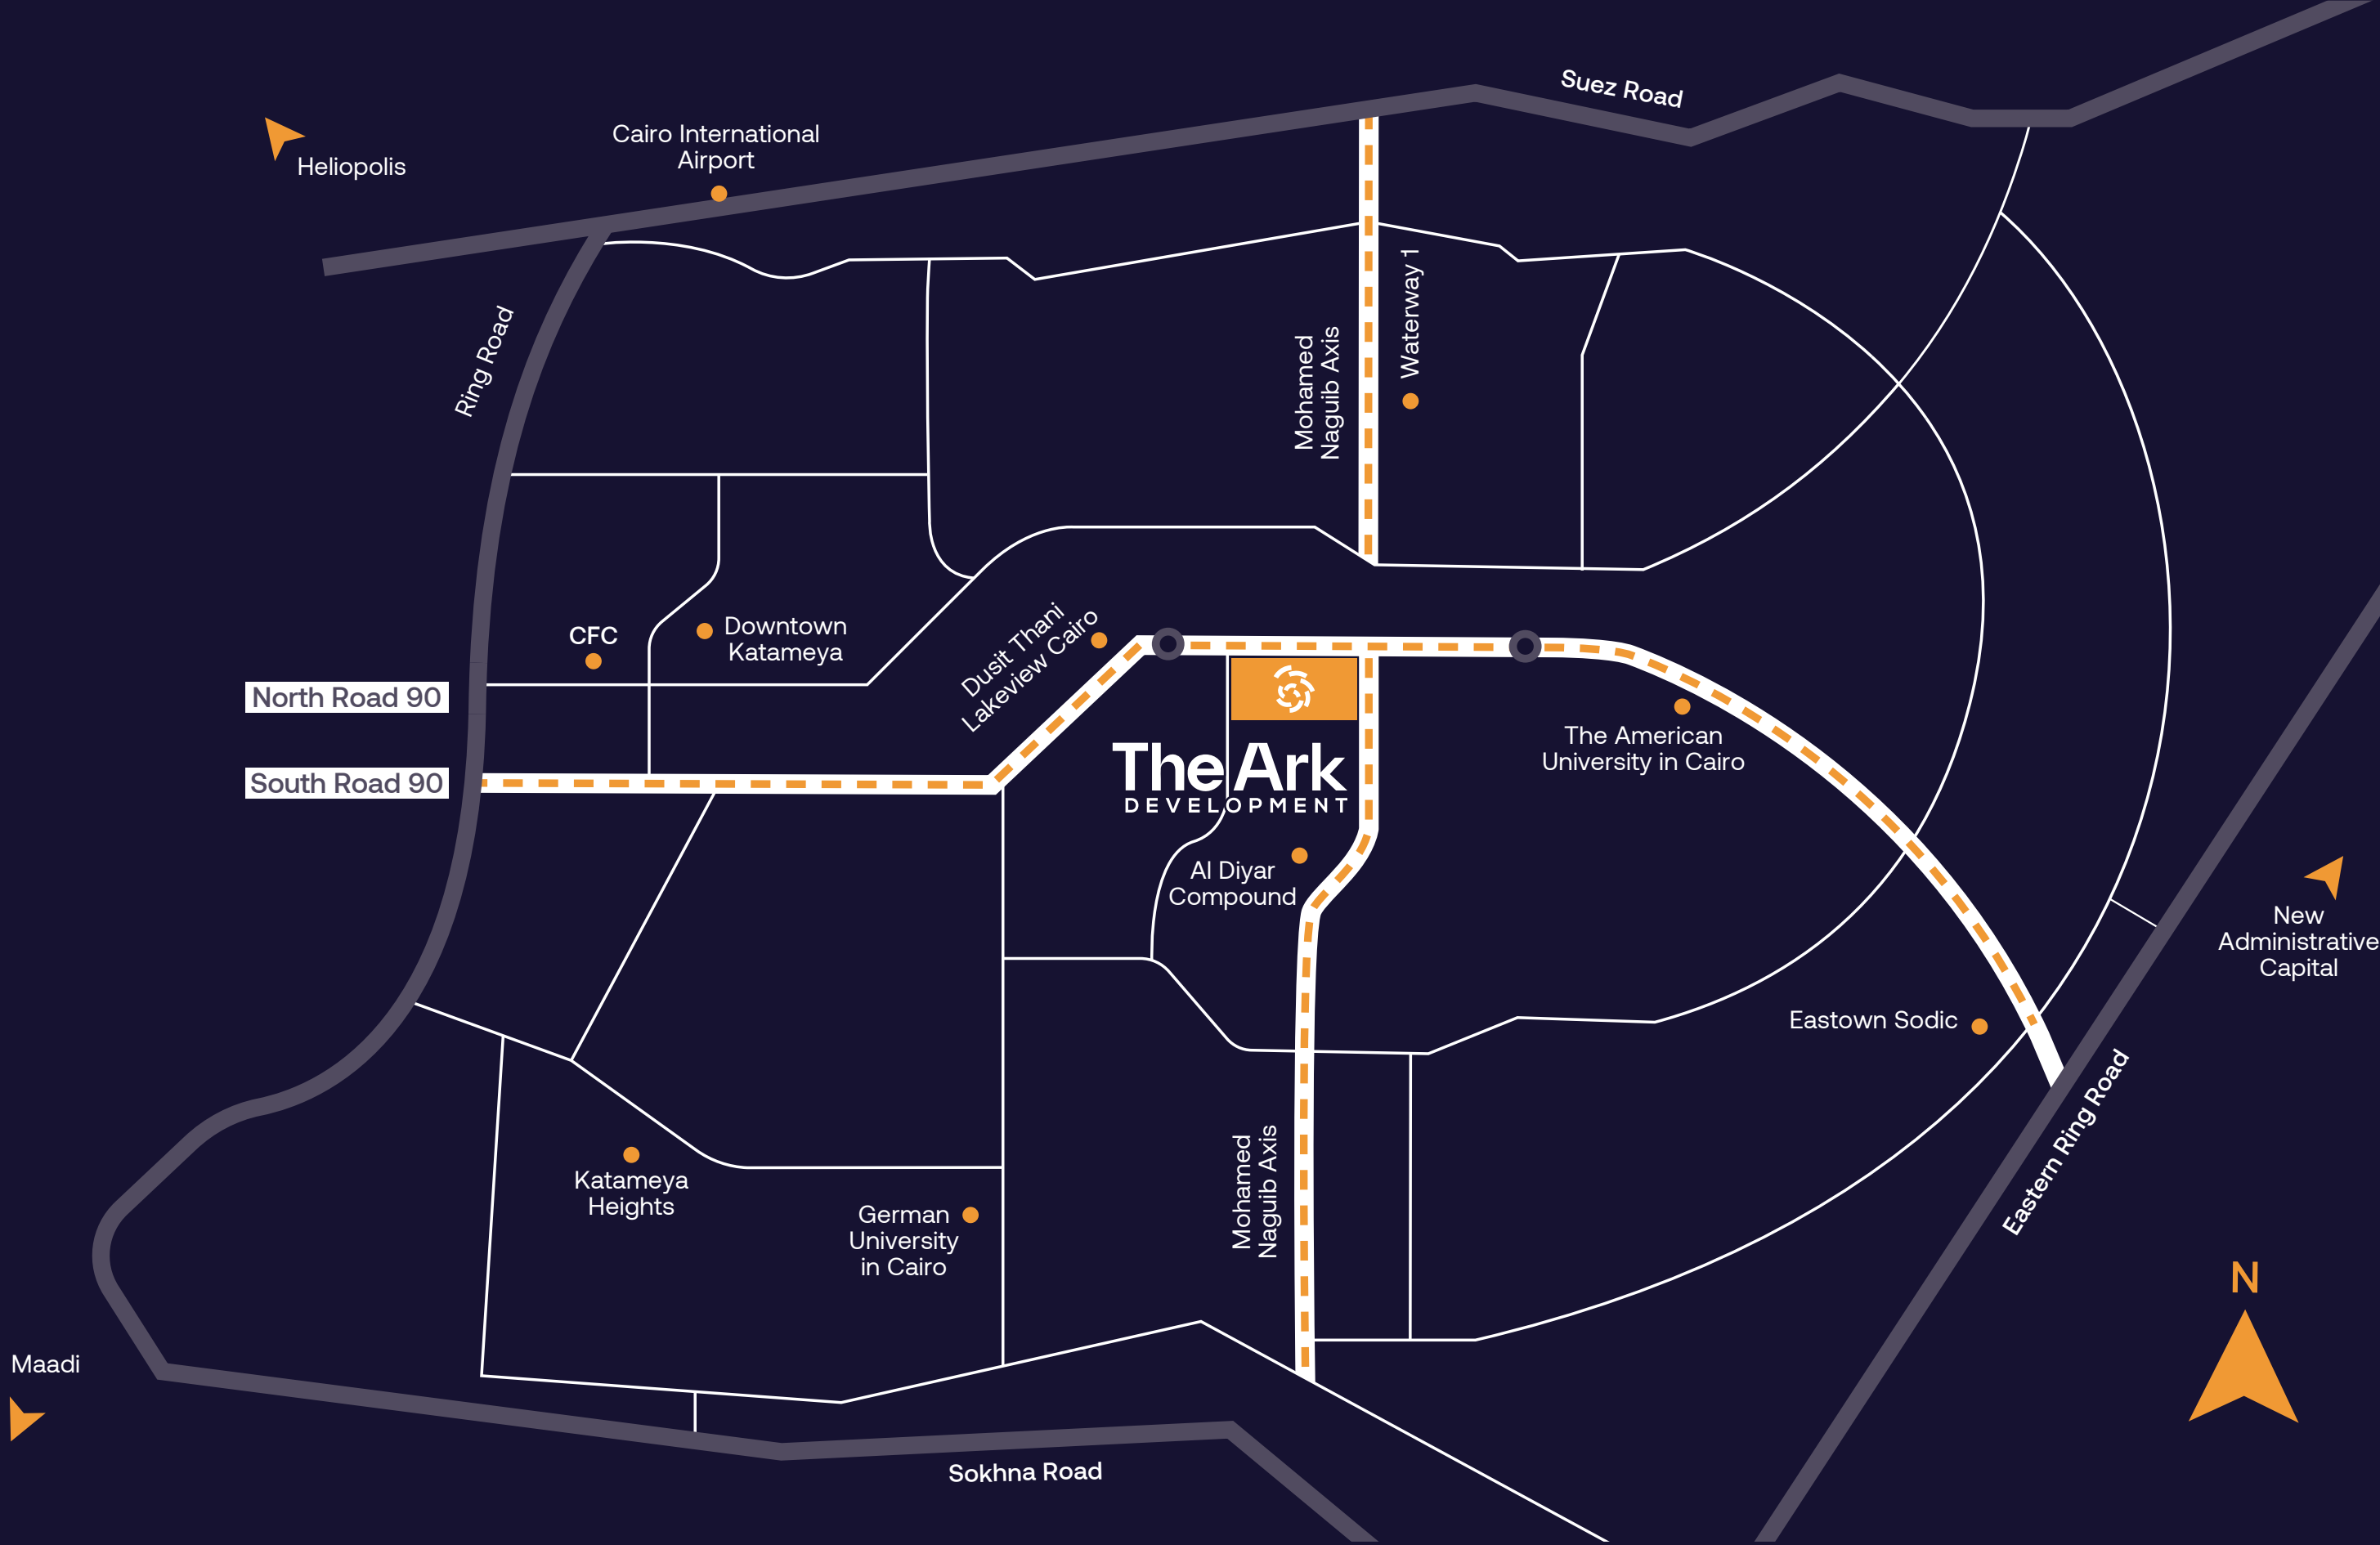 Suez Road
Cairo International
Airport
Heliopolis
Ring Road
Mohamed
Naguib Axis
Waterway 1
CFC
Downtown
Katameya
Dusit Thani
Lakeview Cairo
North Road 90
South Road 90
The Ark
DEVELOPMENT
The American
University in Cairo
Al Diyar
Compound
New
Administrative
Capital
Eastown Sodic
Eastern Ring Road
Katameya
Heights
German
University
in Cairo
Mohamed
Naguib Axis
N
Maadi
Sokhna Road